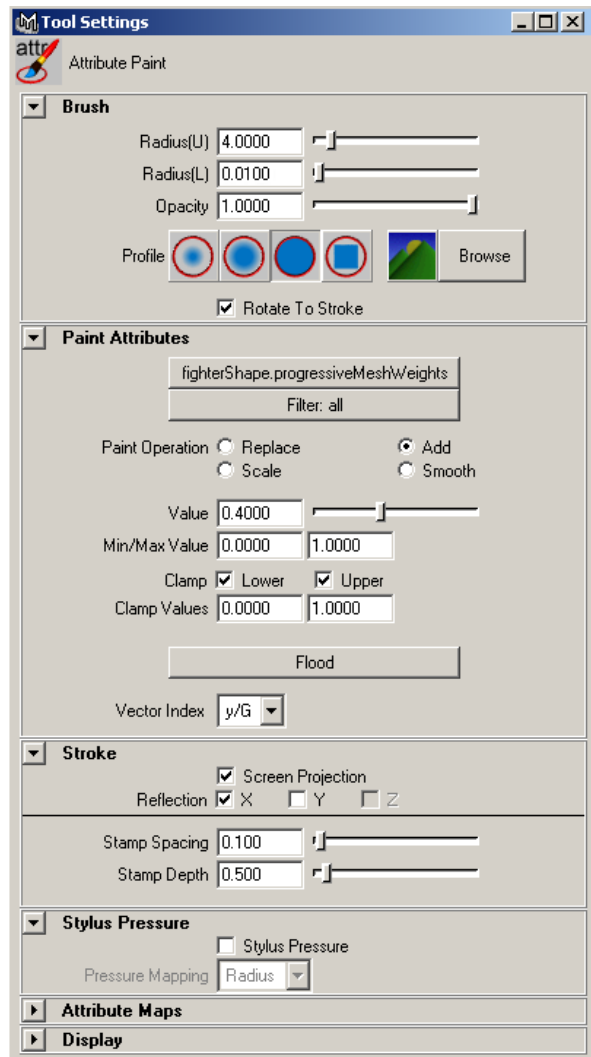 Tool Settings
attr
Attribute Paint
Brush
Radius(U) 4.0000
Radius(L) 0.0100
Opacity 1.0000
Profile Browse
Rotate To Stroke
Paint Attributes
fighterShape.progressiveMeshWeights
Filter: all
Paint Operation Replace Add
Scale Smooth
Value 0.4000
Min/Max Value 0.0000 1.0000
Clamp Lower Upper
Clamp Values 0.0000 1.0000
Flood
Vector Index y/G
Stroke
Screen Projection
Reflection X Y Z
Stamp Spacing 0.100
Stamp Depth 0.500
Stylus Pressure
Stylus Pressure
Pressure Mapping Radius
Attribute Maps
Display